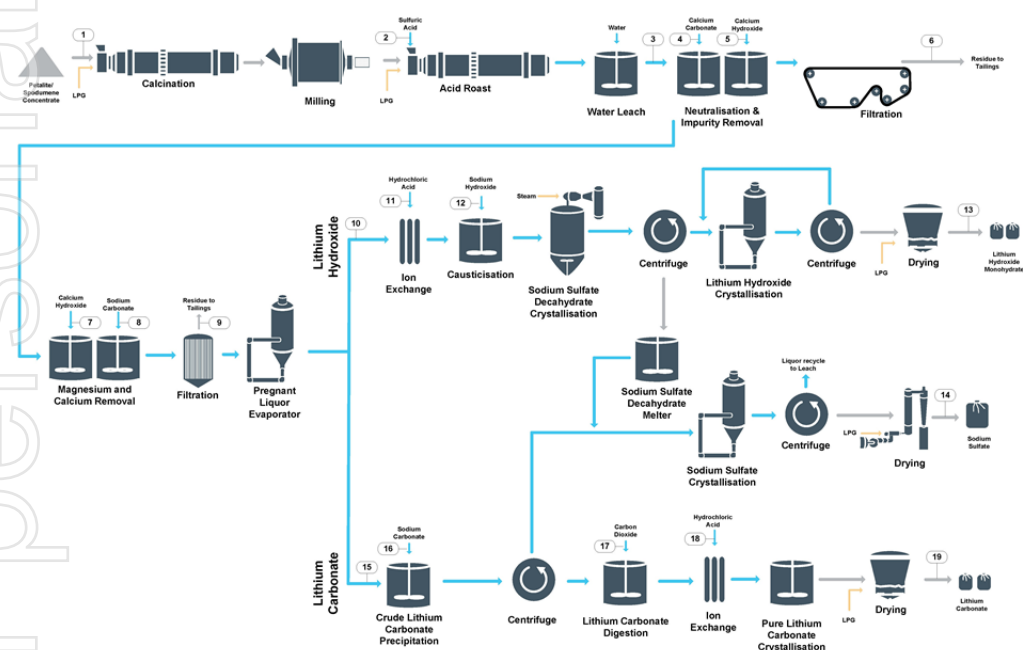 1
Petalite/
Spodumene
Concentrate
LPG
Calcination
Milling
Sulfuric
Acid
2
LPG
Acid Roast
Water
Water Leach
3
Calcium
Carbonate
4
Calcium
Hydroxide
5
Neutralisation &
Impurity Removal
Filtration
6
Residue to
Tailings
Lithium
Hydroxide
10
Hydrochloric
Acid
11
Ion
Exchange
Sodium
Hydroxide
12
Causticisation
Steam
Sodium Sulfate
Decahydrate
Crystallisation
Centrifuge
Lithium Hydroxide
Crystallisation
Centrifuge
LPG
Drying
13
Lithium
Hydroxide
Monohydrate
Calcium
Hydroxide
7
Sodium
Carbonate
8
Magnesium and
Calcium Removal
Residue to
Tailings
9
Filtration
Pregnant
Liquor
Evaporator
Sodium Sulfate
Decahydrate
Melter
Sodium Sulfate
Crystallisation
Liquor recycle
to Leach
Centrifuge
LPG
Drying
14
Sodium
Sulfate
Lithium
Carbonate
15
Sodium
Carbonate
16
Crude Lithium
Carbonate
Precipitation
Centrifuge
Carbon
Dioxide
17
Lithium Carbonate
Digestion
Hydrochloric
Acid
18
Ion
Exchange
Pure Lithium
Carbonate
Crystallisation
LPG
Drying
19
Lithium
Carbonate